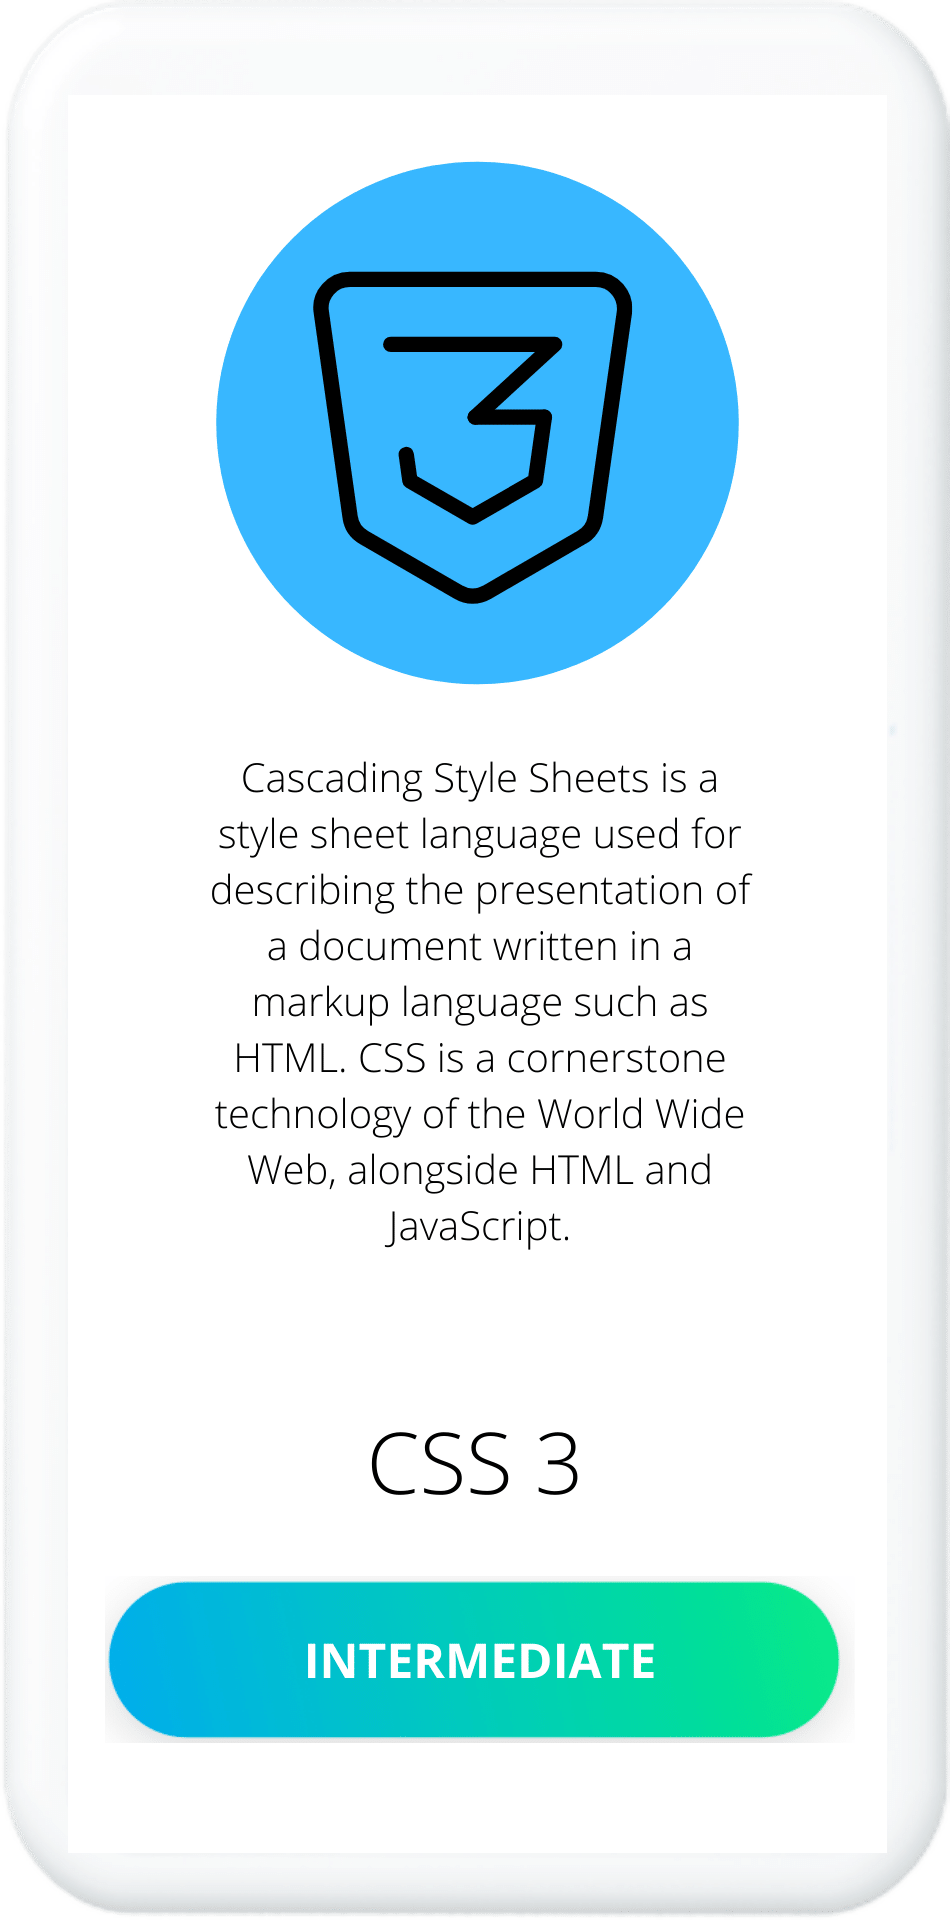 3
Cascading Style Sheets is a
style sheet language used for
describing the presentation of
a document written in a
markup language such as
HTML. CSS is a cornerstone
technology of the World Wide
Web, alongside HTML and
JavaScript.
CSS 3
INTERMEDIATE